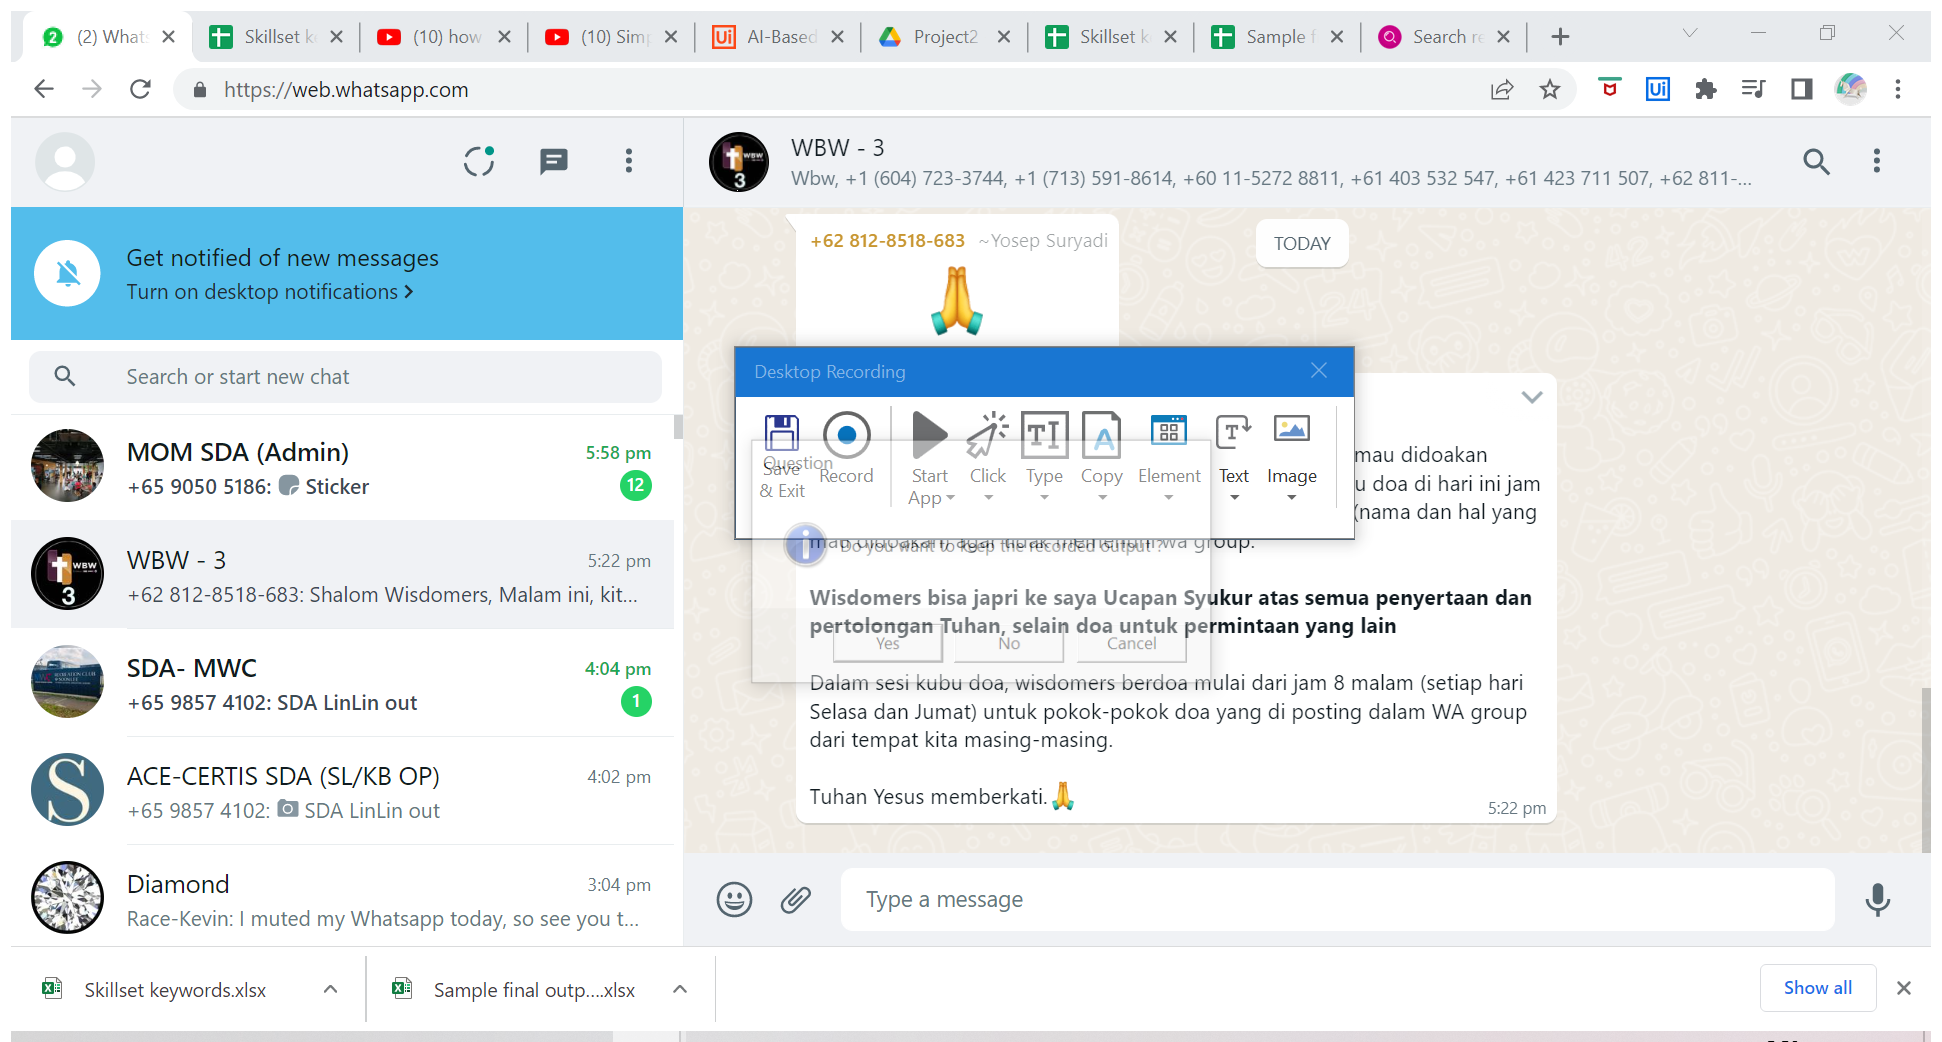 (2) Whats
Skillset k
(10) how
(10) Sim
AI-Based
Project2
Skillset k
Sample f
Search re
https://web.whatsapp.com
WBW - 3
Wbw, +1 (604) 723-3744, +1 (713) 591-8614, +60 11-5272 8811, +61 403 532 547, +61 423 711 507, +62 811-...
Get notified of new messages
Turn on desktop notifications
Search or start new chat
MOM SDA (Admin)
5:58 pm
+65 9050 5186: Sticker
12
WBW - 3
5:22 pm
+62 812-8518-683: Shalom Wisdomers, Malam ini, kit...
SDA- MWC
4:04 pm
+65 9857 4102: SDA LinLin out
1
ACE-CERTIS SDA (SL/KB OP)
4:02 pm
+65 9857 4102: SDA LinLin out
Diamond
3:04 pm
Race-Kevin: I muted my Whatsapp today, so see you t...
+62 812-8518-683 ~Yosep Suryadi
TODAY
Desktop Recording
Save
& Exit
Record
Start
App
Click
Type
Copy
Element
Text
Image
Question
Do you want to keep the recorded output ?
Yes
No
Cancel
mau didoakan
u doa di hari ini jam
(nama dan hal yang
mau didoakan, agar tidak memenuhi wa group.
Wisdomers bisa japri ke saya Ucapan Syukur atas semua penyertaan dan
pertolongan Tuhan, selain doa untuk permintaan yang lain
Dalam sesi kubu doa, wisdomers berdoa mulai dari jam 8 malam (setiap hari
Selasa dan Jumat) untuk pokok-pokok doa yang di posting dalam WA group
dari tempat kita masing-masing.
Tuhan Yesus memberkati.
5:22 pm
Type a message
Skillset keywords.xlsx
Sample final outp....xlsx
Show all